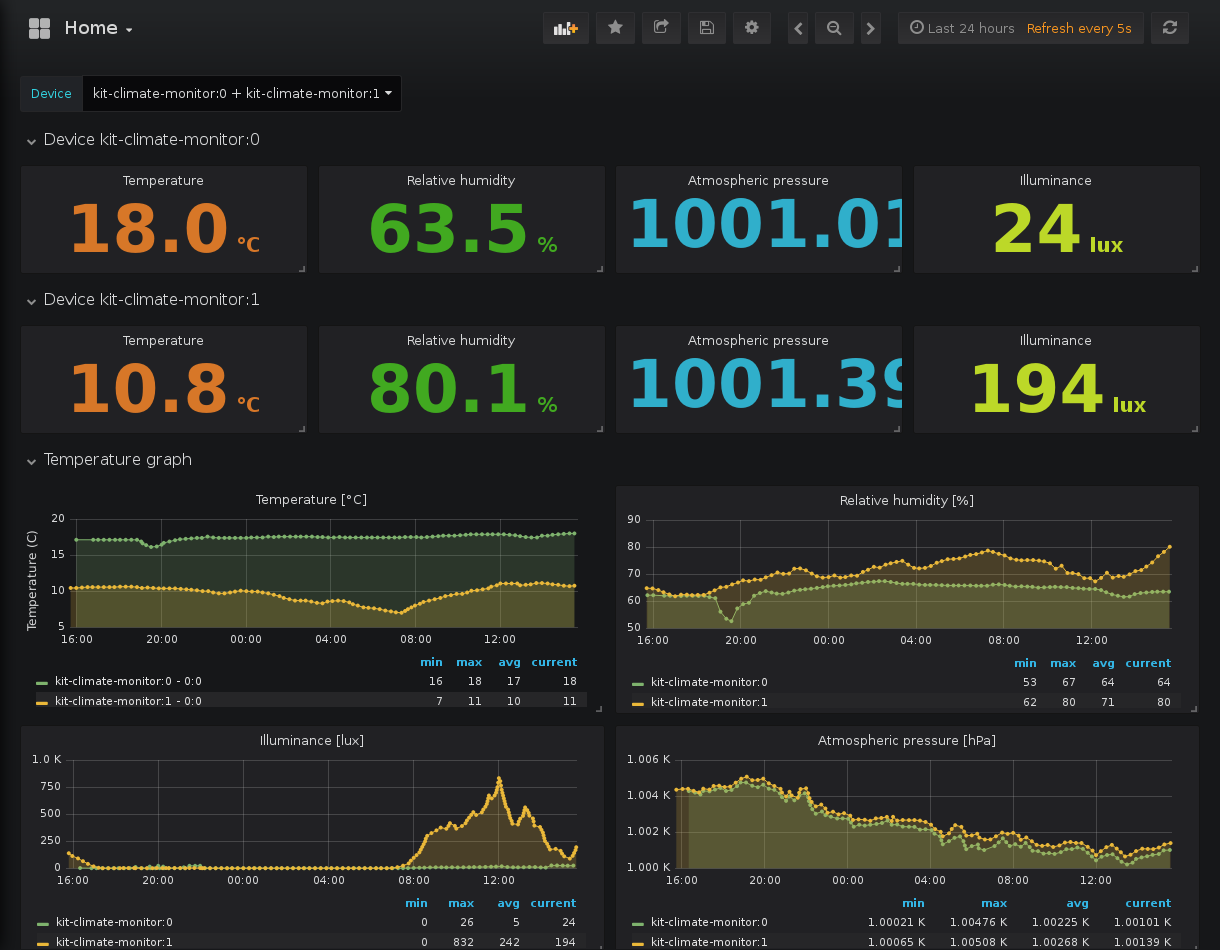 Home
Last 24 hours Refresh every 5s
Device kit-climate-monitor:0 + kit-climate-monitor:1
Device kit-climate-monitor:0
Temperature Relative humidity Atmospheric pressure Illuminance
18.0 °C 63.5 % 1001.01 24 lux
Device kit-climate-monitor:1
Temperature Relative humidity Atmospheric pressure Illuminance
10.8 °C 80.1 % 1001.39 194 lux
Temperature graph
Temperature [°C]
Temperature (C)
20
15
10
5
16:00 20:00 00:00 04:00 08:00 12:00
min max avg current
kit-climate-monitor:0 - 0:0 16 18 17 18
kit-climate-monitor:1 - 0:0 7 11 10 11
Relative humidity [%]
90
80
70
60
50
16:00 20:00 00:00 04:00 08:00 12:00
min max avg current
kit-climate-monitor:0 53 67 64 64
kit-climate-monitor:1 62 80 71 80
Illuminance [lux]
1.0 K
750
500
250
0
16:00 20:00 00:00 04:00 08:00 12:00
min max avg current
kit-climate-monitor:0 0 26 5 24
kit-climate-monitor:1 0 832 242 194
Atmospheric pressure [hPa]
1.006 K
1.004 K
1.002 K
1.000 K
16:00 20:00 00:00 04:00 08:00 12:00
min max avg current
kit-climate-monitor:0 1.00021 K 1.00476 K 1.00225 K 1.00101 K
kit-climate-monitor:1 1.00065 K 1.00508 K 1.00268 K 1.00139 K